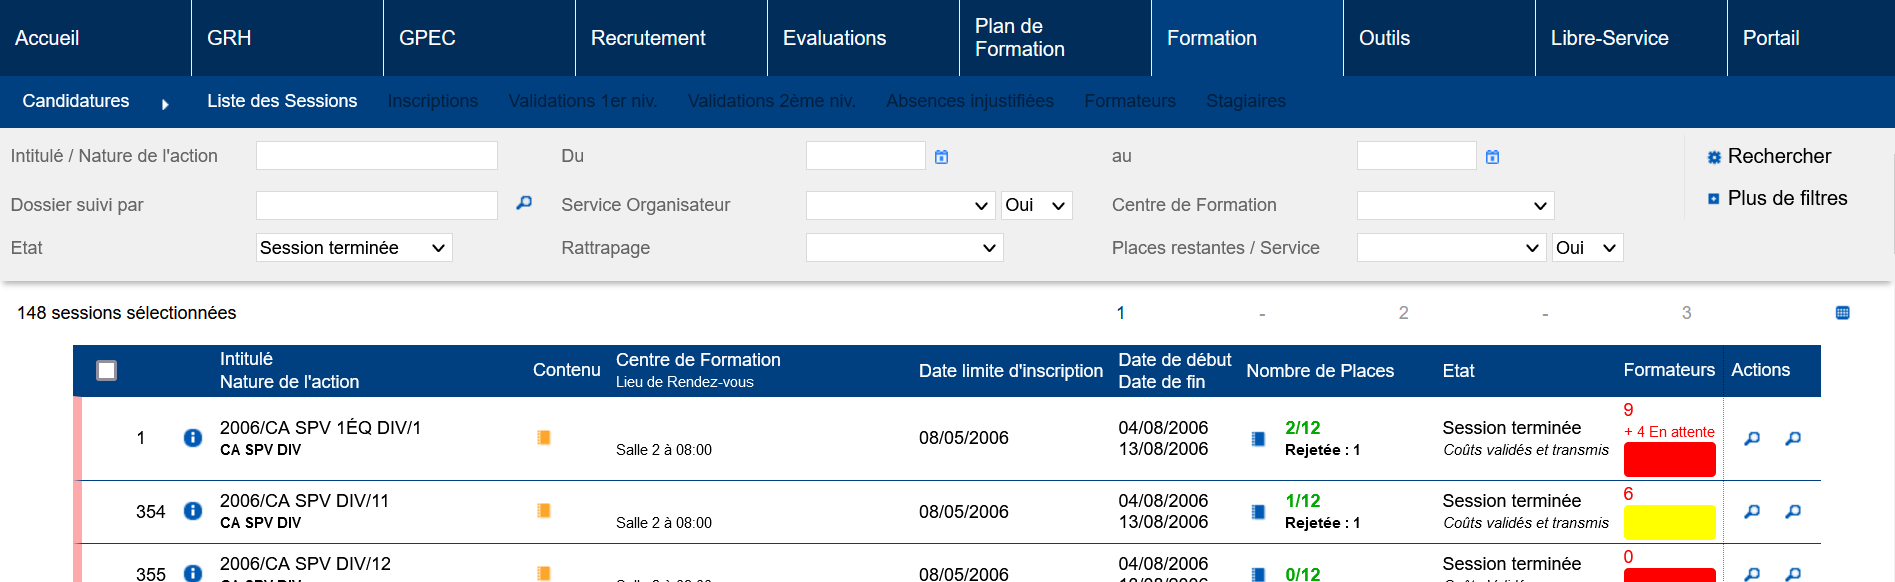 Accueil
GRH
GPEC
Recrutement
Evaluations
Plan de
Formation
Formation
Outils
Libre-Service
Portail
Candidatures
Liste des Sessions
Inscriptions
Validations 1er niv.
Validations 2ème niv.
Absences injustifiées
Formateurs
Stagiaires
Intitulé / Nature de l'action
Du
au
Rechercher
Dossier suivi par
Service Organisateur
Oui
Centre de Formation
Plus de filtres
Etat
Session terminée
Rattrapage
Places restantes / Service
Oui
148 sessions sélectionnées
1 - 2 - 3
Intitulé
Nature de l'action
Contenu
Centre de Formation
Lieu de Rendez-vous
Date limite d'inscription
Date de début
Date de fin
Nombre de Places
Etat
Formateurs
Actions
1
2006/CA SPV 1ÉQ DIV/1
CA SPV DIV
Salle 2 à 08:00
08/05/2006
04/08/2006
13/08/2006
2/12
Rejetée : 1
Session terminée
Coûts validés et transmis
9
+ 4 En attente
354
2006/CA SPV DIV/11
CA SPV DIV
Salle 2 à 08:00
08/05/2006
04/08/2006
13/08/2006
1/12
Rejetée : 1
Session terminée
Coûts validés et transmis
6
355
2006/CA SPV DIV/12
08/05/2006
04/08/2006
0/12
Session terminée
0